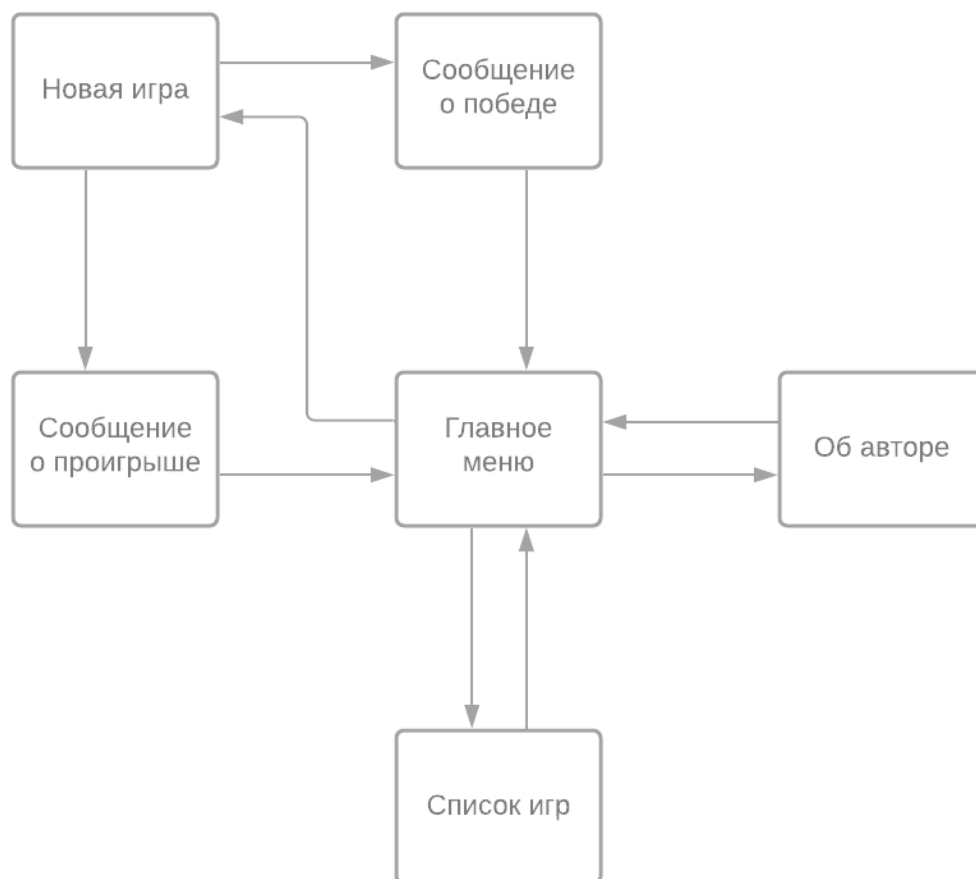 Новая игра
Сообщение
о победе
Сообщение
о проигрыше
Главное
меню
Об авторе
Список игр